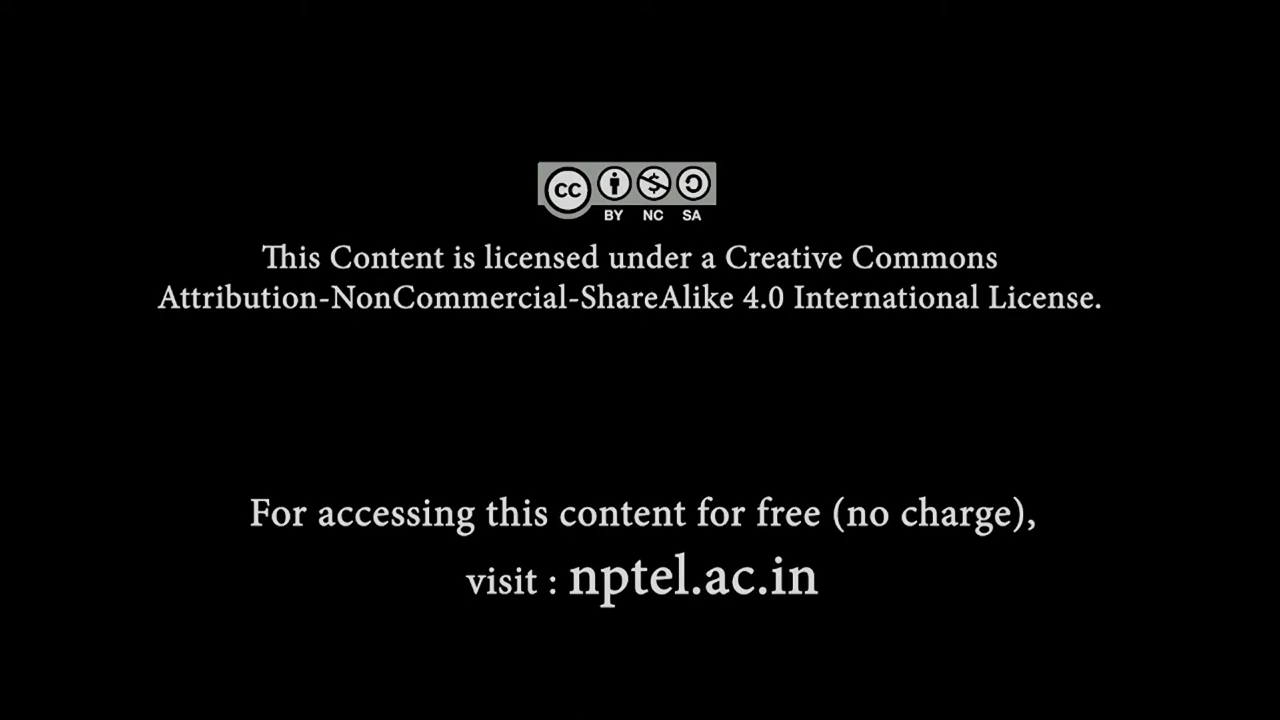 CC BY NC SA
This Content is licensed under a Creative Commons
Attribution-NonCommercial-ShareAlike 4.0 International License.
For accessing this content for free (no charge),
visit : nptel.ac.in